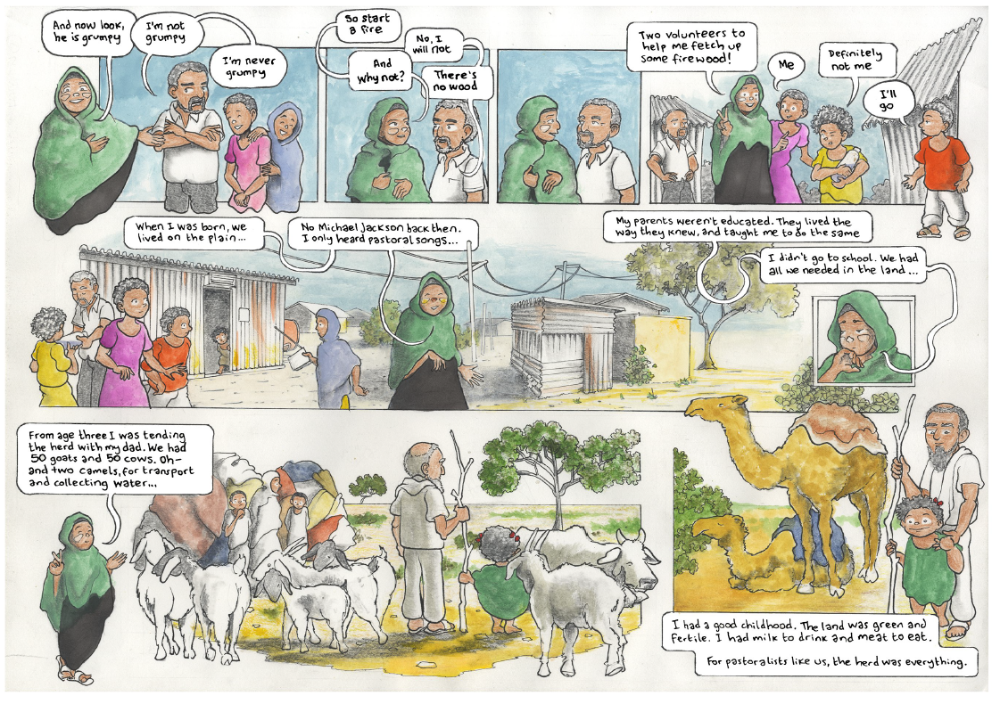 And now look,
he is grumpy
I'm not
grumpy
I'm never
grumpy
So start
a fire
No, I
will not
And
why not?
There's
no wood
Two volunteers to
help me fetch up
some firewood!
Me
Definitely
not me
I'll
go
When I was born, we
lived on the plain...
No Michael Jackson back then.
I only heard pastoral songs...
My parents weren't educated. They lived the
way they knew, and taught me to do the same
I didn't go to school. We had
all we needed in the land...
From age three I was tending
the herd with my dad. We had
50 goats and 50 cows. Oh-
and two camels, for transport
and collecting water...
I had a good childhood. The land was green and
fertile. I had milk to drink and meat to eat.
For pastoralists like us, the herd was everything.